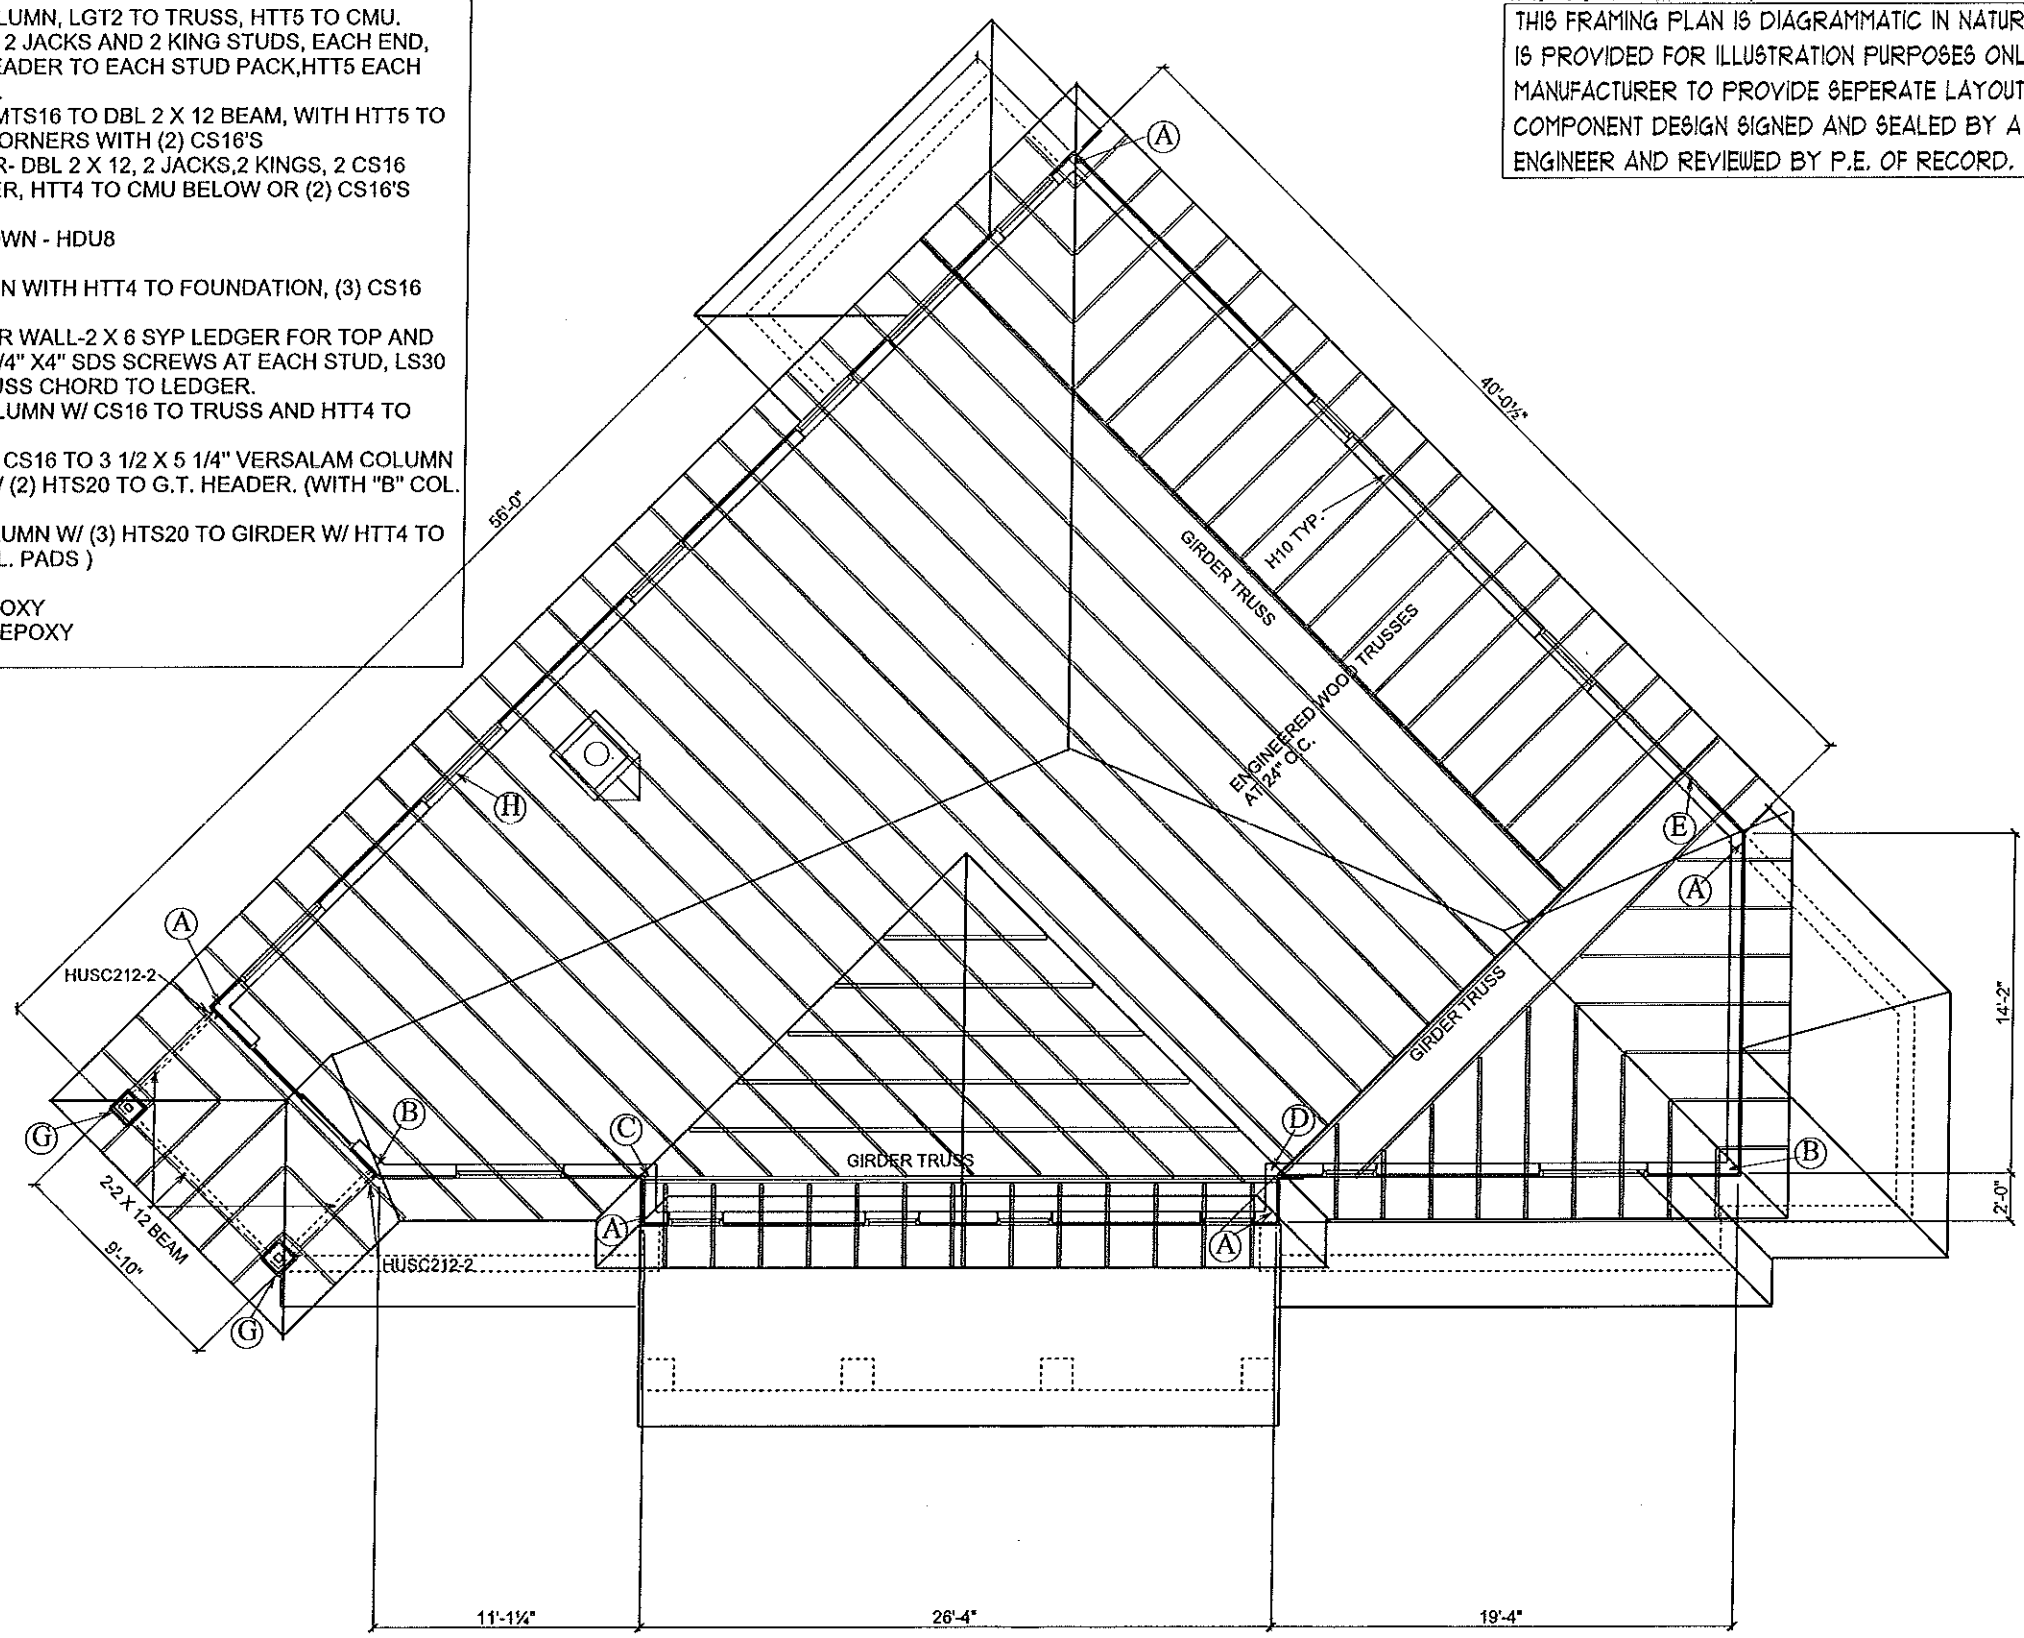 LUMN, LGT2 TO TRUSS, HTT5 TO CMU.
2 JACKS AND 2 KING STUDS, EACH END,
EADER TO EACH STUD PACK,HTT5 EACH
MTS16 TO DBL 2 X 12 BEAM, WITH HTT5 TO
ORNERS WITH (2) CS16'S
R- DBL 2 X 12, 2 JACKS,2 KINGS, 2 CS16
ER, HTT4 TO CMU BELOW OR (2) CS16'S
WN - HDU8
N WITH HTT4 TO FOUNDATION, (3) CS16
R WALL-2 X 6 SYP LEDGER FOR TOP AND
/4" X4" SDS SCREWS AT EACH STUD, LS30
USS CHORD TO LEDGER.
LUMN W/ CS16 TO TRUSS AND HTT4 TO
CS16 TO 3 1/2 X 5 1/4" VERSALAM COLUMN
/ (2) HTS20 TO G.T. HEADER. (WITH "B" COL.
LUMN W/ (3) HTS20 TO GIRDER W/ HTT4 TO
L. PADS )
OXY
EPOXY
THIS FRAMING PLAN IS DIAGRAMMATIC IN NATUR
IS PROVIDED FOR ILLUSTRATION PURPOSES ONL
MANUFACTURER TO PROVIDE SEPERATE LAYOUT
COMPONENT DESIGN SIGNED AND SEALED BY A
ENGINEER AND REVIEWED BY P.E. OF RECORD.
A
40'-0½"
56'-0"
H10 TYP.
GIRDER TRUSS
ENGINEERED WOOD TRUSSES
AT 24" O.C.
H
E
A
A
HUSC212-2
GIRDER TRUSS
14'-2"
B
G
C
D
B
GIRDER TRUSS
2-2 X 12 BEAM
9'-10"
A
A
2'-0"
HUSC212-2
G
11'-1¼"
26'-4"
19'-4"